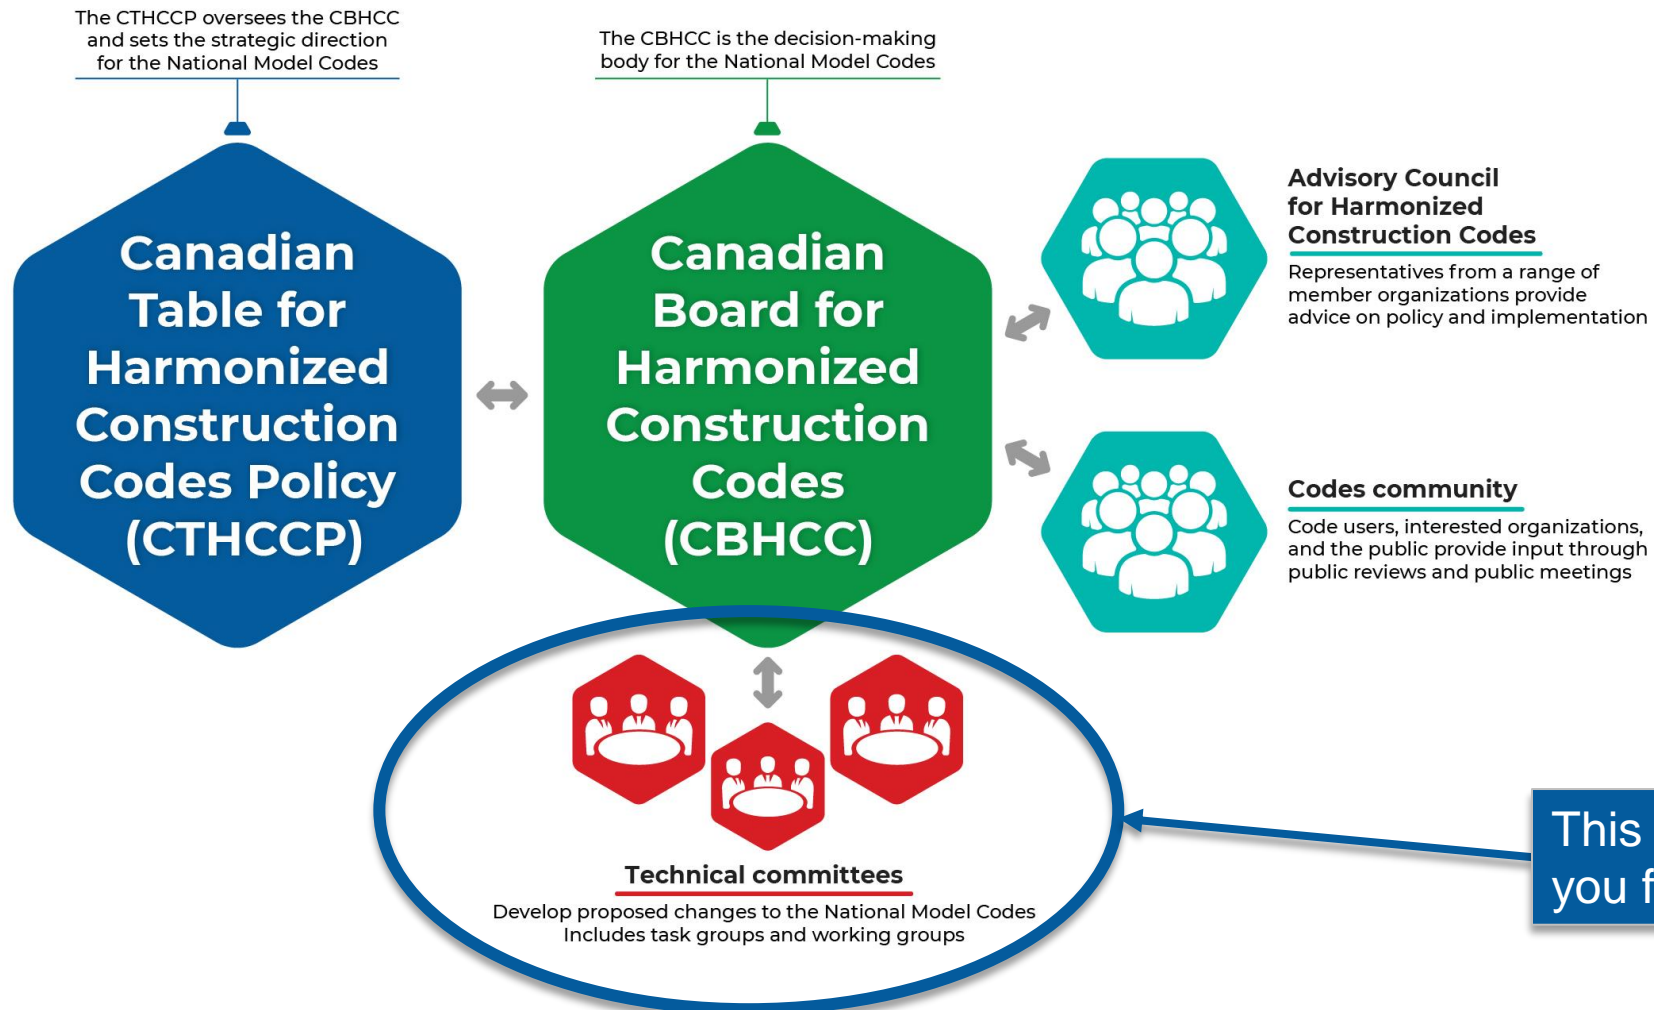 The CTHCCP oversees the CBHCC
and sets the strategic direction
for the National Model Codes
The CBHCC is the decision-making
body for the National Model Codes
Canadian
Table for
Harmonized
Construction
Codes Policy
(CTHCCP)
Canadian
Board for
Harmonized
Construction
Codes
(CBHCC)
Advisory Council
for Harmonized
Construction Codes
Representatives from a range of
member organizations provide
advice on policy and implementation
Codes community
Code users, interested organizations,
and the public provide input through
public reviews and public meetings
Technical committees
Develop proposed changes to the National Model Codes
Includes task groups and working groups
This
you